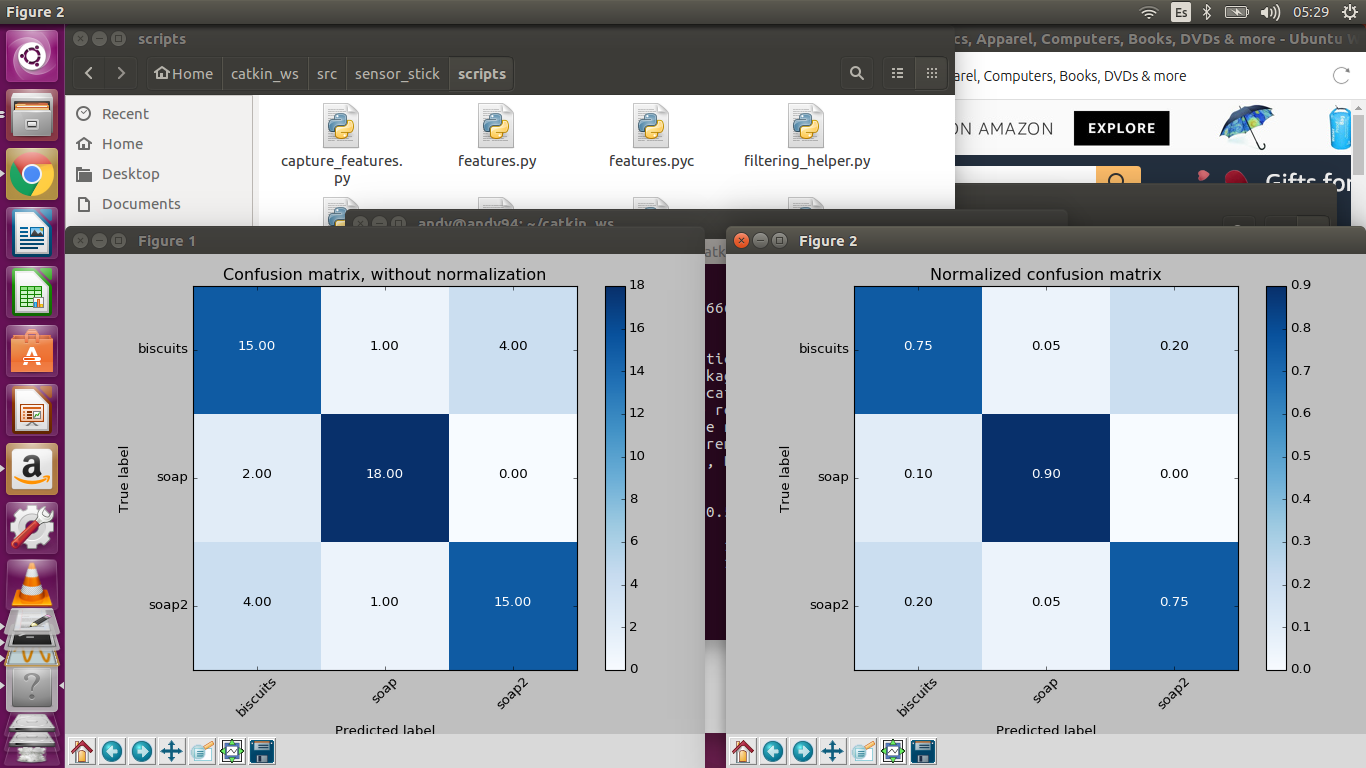 Figure 2
Es
05:29
scripts
cs, Apparel, Computers, Books, DVDs & more - Ubuntu W
Home
catkin_ws
src
sensor_stick
scripts
arel, Computers, Books, DVDs & more
Recent
Home
Desktop
Documents
capture_features.
py
features.py
features.pyc
filtering_helper.py
ON AMAZON
EXPLORE
Gifts for
andy@andy94: ~/catkin_ws
Figure 1
Confusion matrix, without normalization
True label
biscuits
15.00
1.00
4.00
soap
2.00
18.00
0.00
soap2
4.00
1.00
15.00
biscuits
soap
soap2
Predicted label
18
16
14
12
10
8
6
4
2
0
Figure 2
Normalized confusion matrix
True label
biscuits
0.75
0.05
0.20
soap
0.10
0.90
0.00
soap2
0.20
0.05
0.75
biscuits
soap
soap2
Predicted label
0.9
0.8
0.7
0.6
0.5
0.4
0.3
0.2
0.1
0.0